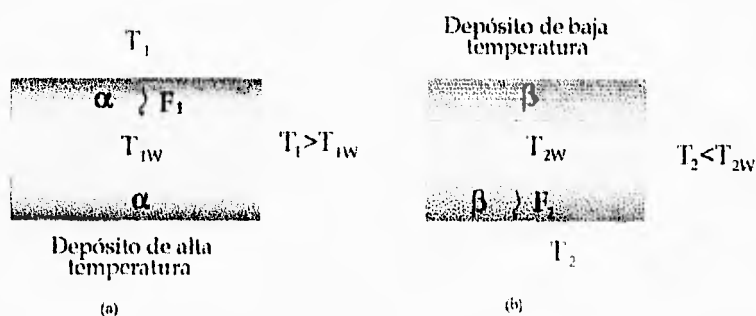 T₁
α F₁
T₁W
α
Depósito de alta
temperatura
(a)
T₁>T₁W
Depósito de baja
temperatura
β
T₂W
β F₂
T₂
(b)
T₂<T₂W